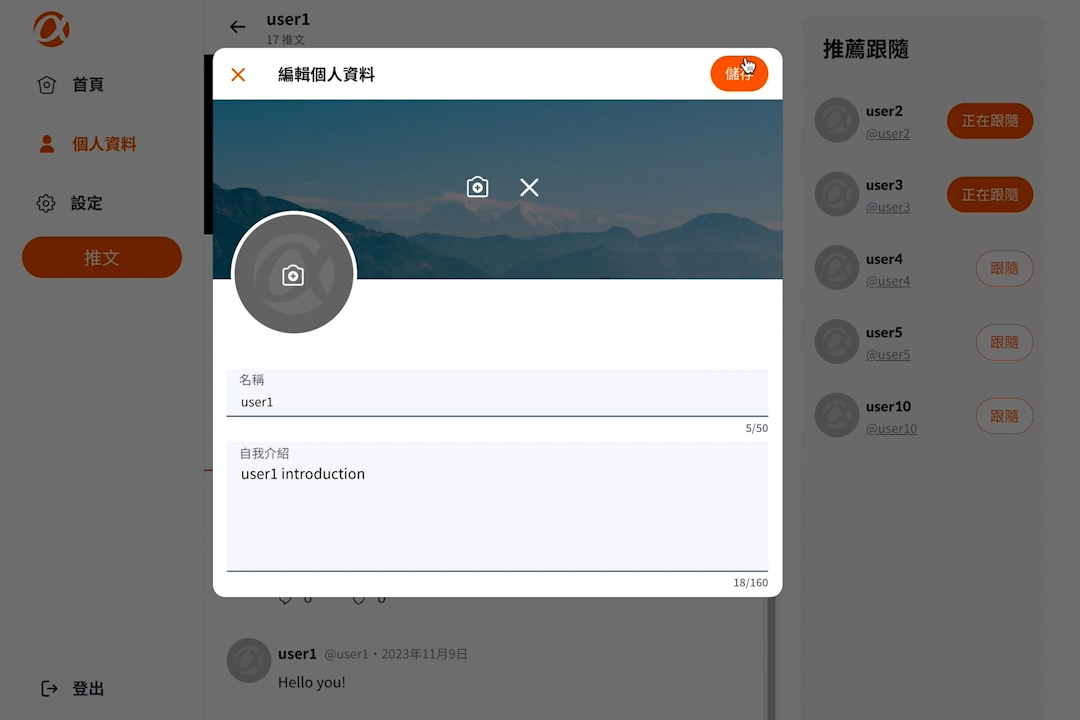 首頁
個人資料
設定
推文
登出
user1
17 推文
編輯個人資料
儲存
名稱
user1
5/50
自我介紹
user1 introduction
18/160
0 0
user1 @user1・2023年11月9日
Hello you!
推薦跟隨
user2
@user2
正在跟隨
user3
@user3
正在跟隨
user4
@user4
跟隨
user5
@user5
跟隨
user10
@user10
跟隨